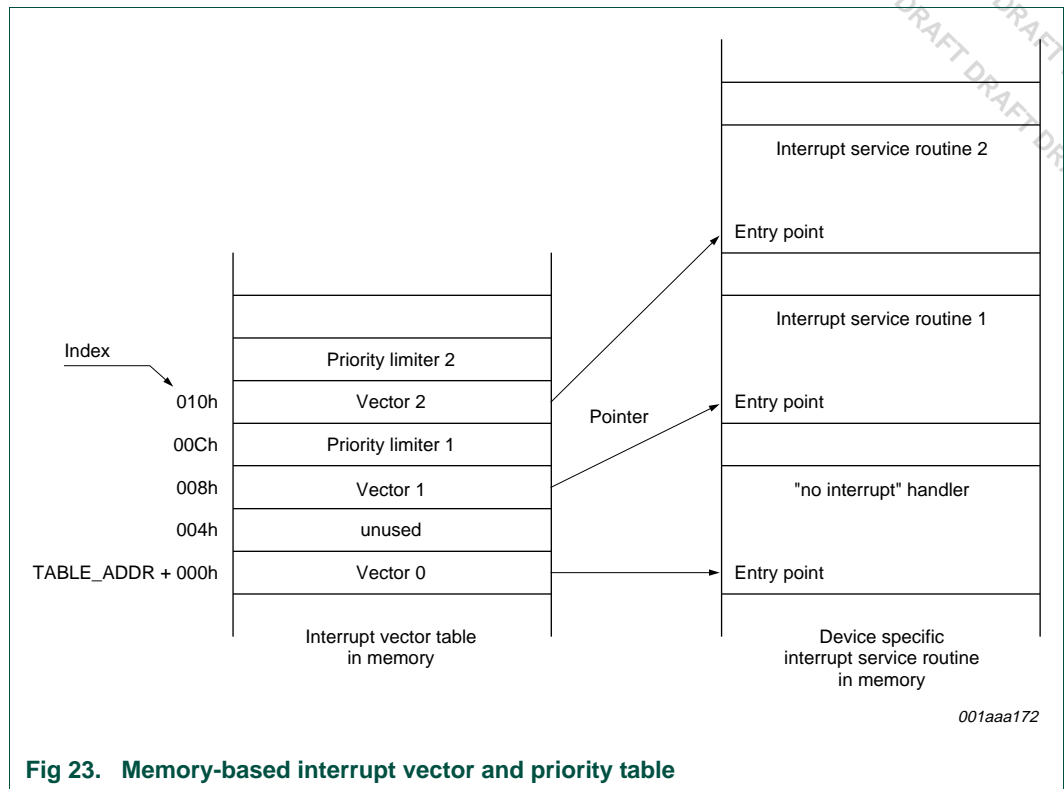 DRAFT DRAFT
DRAFT
DRAFT DRAFT
Interrupt service routine 2
Entry point
Interrupt service routine 1
Index
Priority limiter 2
010h
Vector 2
Pointer
Entry point
00Ch
Priority limiter 1
008h
Vector 1
"no interrupt" handler
004h
unused
TABLE_ADDR + 000h
Vector 0
Entry point
Interrupt vector table
in memory
Device specific
interrupt service routine
in memory
001aaa172
Fig 23. Memory-based interrupt vector and priority table